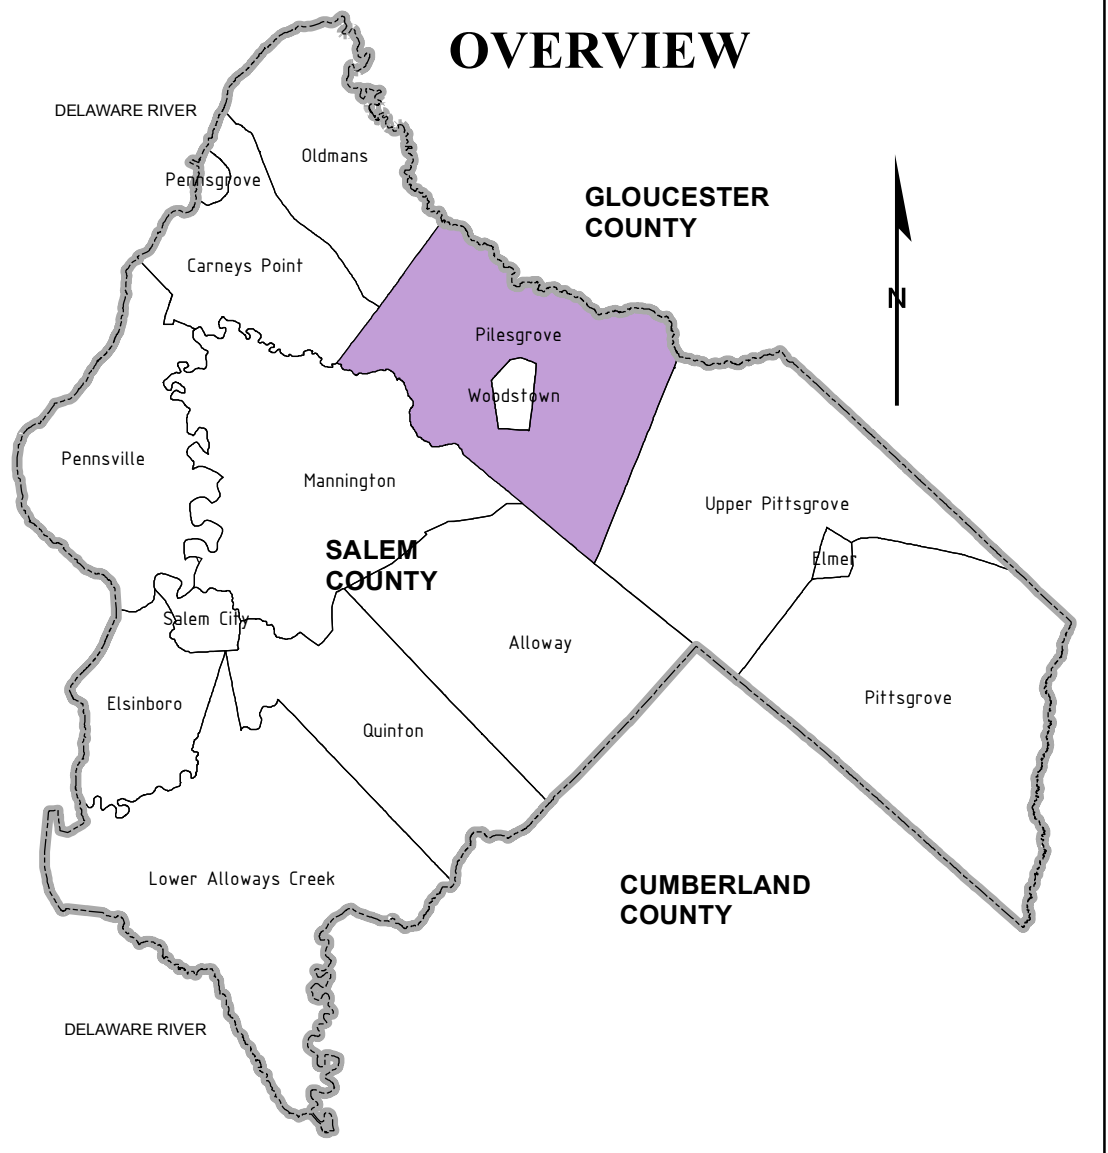 OVERVIEW
DELAWARE RIVER
Oldmans
Pennsgrove
GLOUCESTER
COUNTY
Carneys Point
N
Pilesgrove
Woodstown
Pennsville
Mannington
Upper Pittsgrove
SALEM
COUNTY
Elmer
Salem City
Alloway
Elsinboro
Pittsgrove
Quinton
Lower Alloways Creek
CUMBERLAND
COUNTY
DELAWARE RIVER